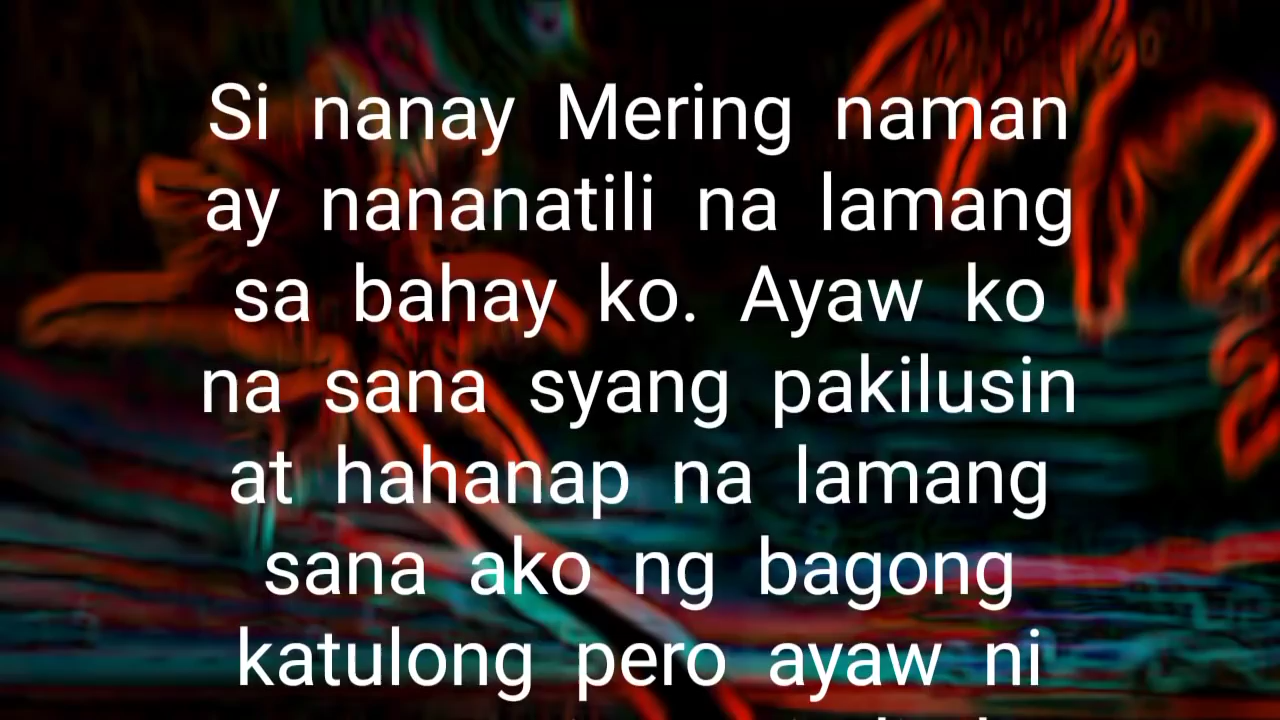 Si nanay Mering naman
ay nananatili na lamang
sa bahay ko. Ayaw ko
na sana syang pakilusin
at hahanap na lamang
sana ako ng bagong
katulong pero ayaw ni